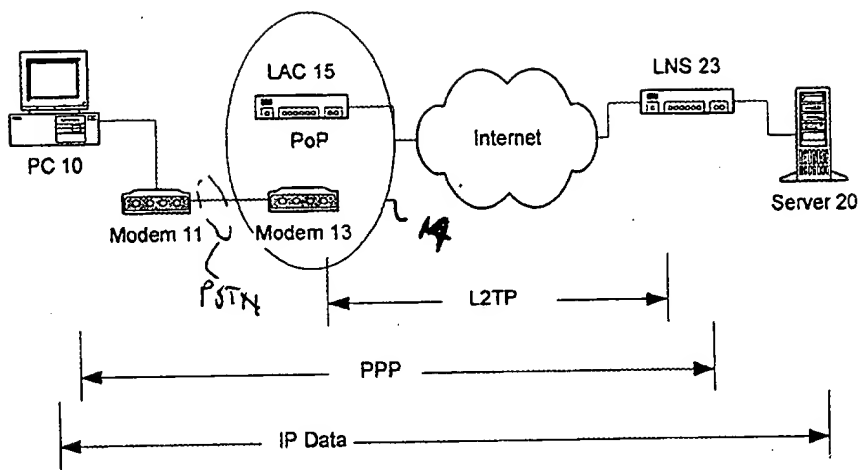 LAC 15
PoP
Internet
LNS 23
PC 10
Server 20
Modem 11
Modem 13
14
PSTN
L2TP
PPP
IP Data